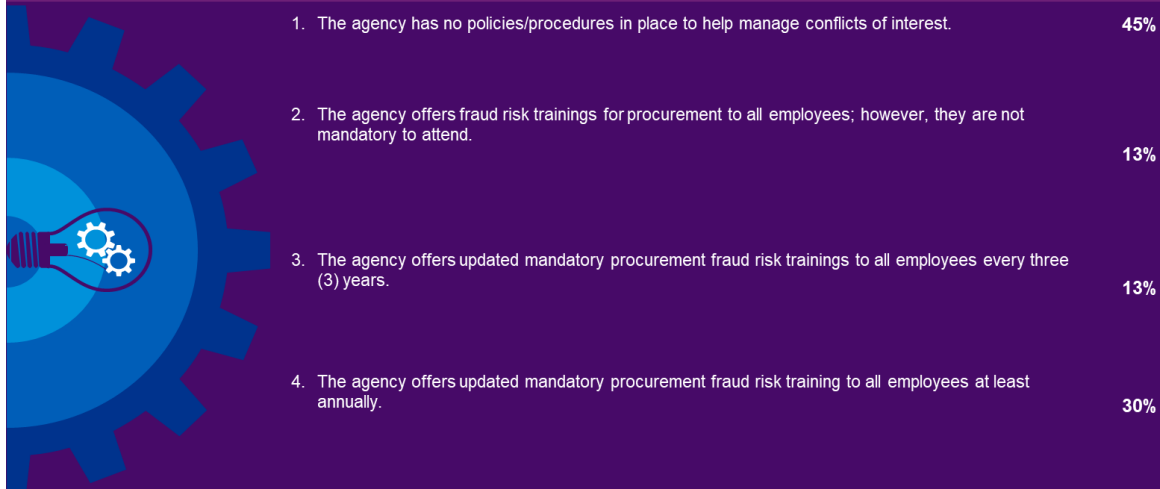 1. The agency has no policies/procedures in place to help manage conflicts of interest. 45%
2. The agency offers fraud risk trainings for procurement to all employees; however, they are not
mandatory to attend.
13%
3. The agency offers updated mandatory procurement fraud risk trainings to all employees every three
(3) years.
13%
4. The agency offers updated mandatory procurement fraud risk training to all employees at least
annually.
30%